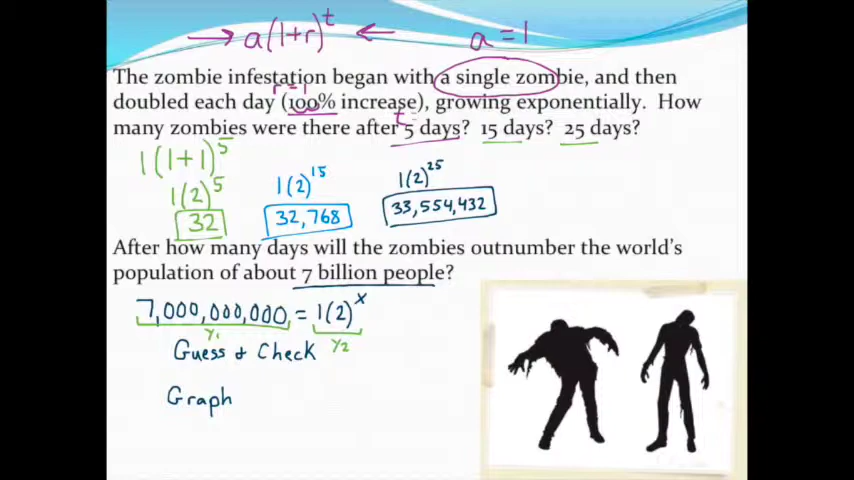 → a(1+r)^t ← a = 1
The zombie infestation began with a single zombie, and then
r=1
doubled each day (100% increase), growing exponentially. How
t=
many zombies were there after 5 days? 15 days? 25 days?
1(1+1)^5
1(2)^5 1(2)^15 1(2)^25
32 32,768 33,554,432
After how many days will the zombies outnumber the world's
population of about 7 billion people?
7,000,000,000 = 1(2)^x
y1 y2
Guess & Check
Graph